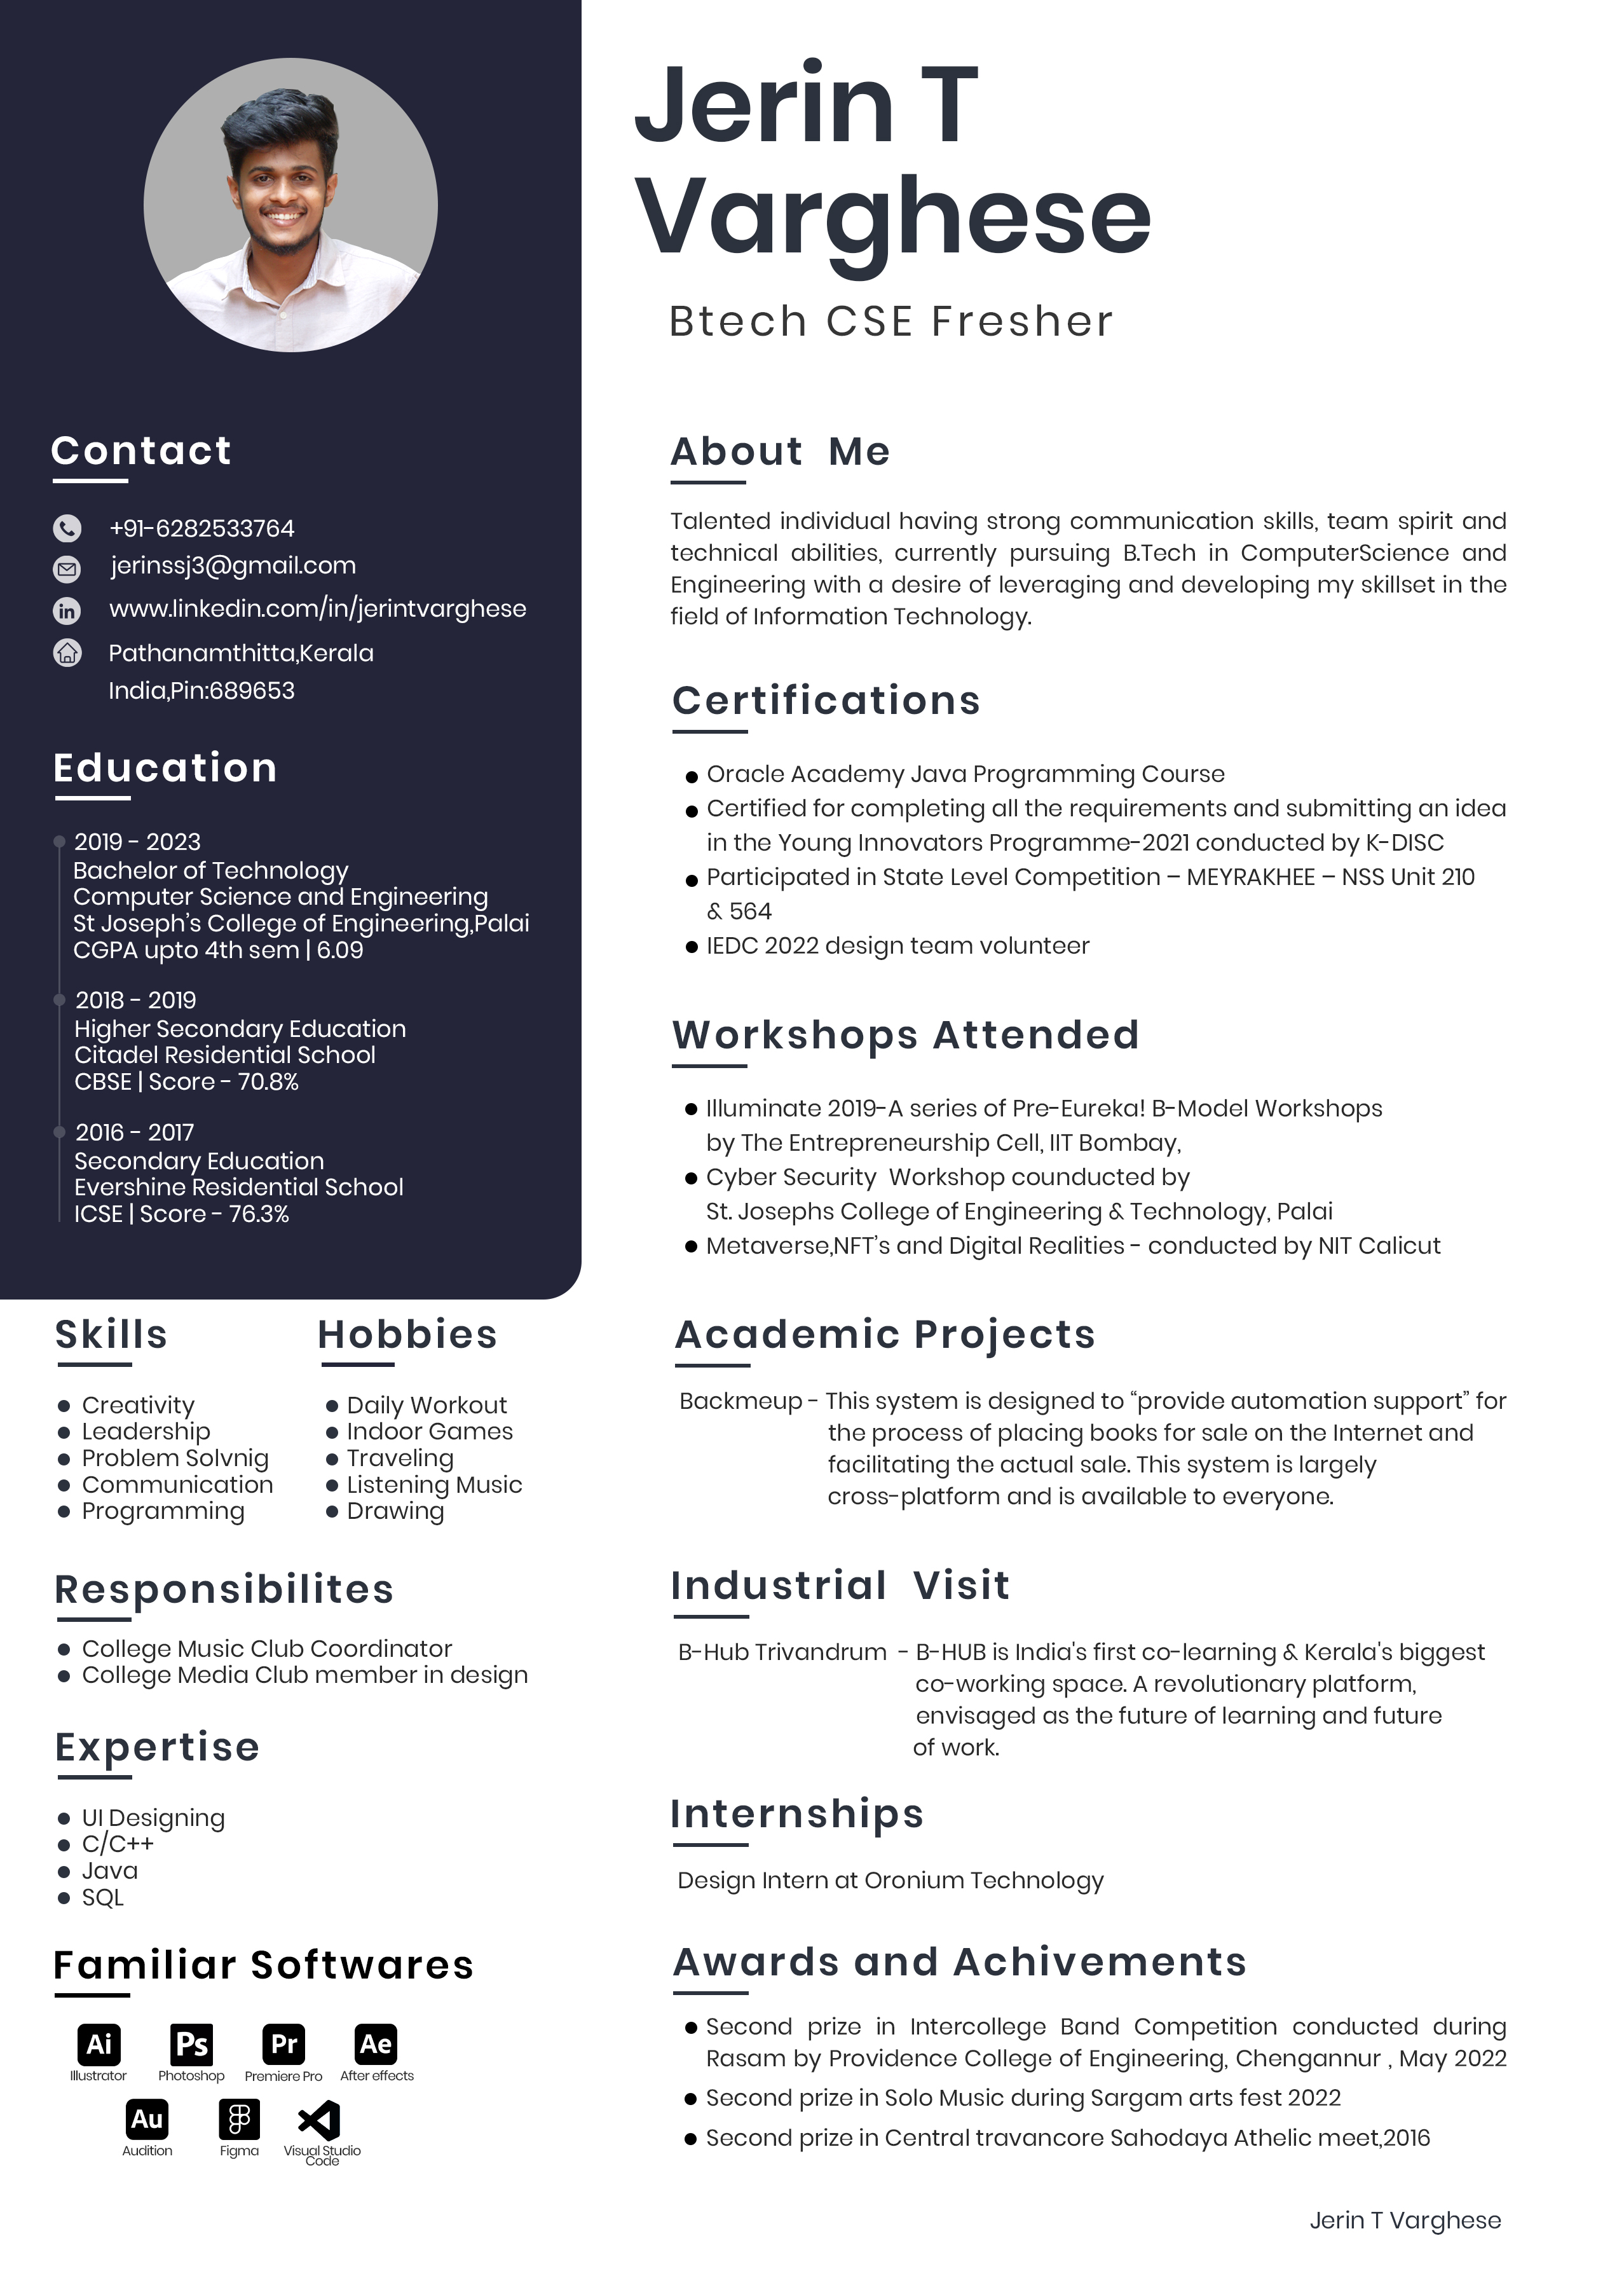 Jerin T
Varghese
Btech CSE Fresher
Contact
+91-6282533764
jerinssj3@gmail.com
www.linkedin.com/in/jerintvarghese
Pathanamthitta,Kerala
India,Pin:689653
Education
2019 - 2023
Bachelor of Technology
Computer Science and Engineering
St Joseph's College of Engineering,Palai
CGPA upto 4th sem | 6.09
2018 - 2019
Higher Secondary Education
Citadel Residential School
CBSE | Score - 70.8%
2016 - 2017
Secondary Education
Evershine Residential School
ICSE | Score - 76.3%
Skills
Creativity
Leadership
Problem Solvnig
Communication
Programming
Hobbies
Daily Workout
Indoor Games
Traveling
Listening Music
Drawing
Responsibilites
College Music Club Coordinator
College Media Club member in design
Expertise
UI Designing
C/C++
Java
SQL
Familiar Softwares
Ai Ps Pr Ae
Illustrator Photoshop Premiere Pro After effects
Au
Audition Figma Visual Studio
Code
About Me
Talented individual having strong communication skills, team spirit and
technical abilities, currently pursuing B.Tech in ComputerScience and
Engineering with a desire of leveraging and developing my skillset in the
field of Information Technology.
Certifications
Oracle Academy Java Programming Course
Certified for completing all the requirements and submitting an idea
in the Young Innovators Programme-2021 conducted by K-DISC
Participated in State Level Competition – MEYRAKHEE – NSS Unit 210
& 564
IEDC 2022 design team volunteer
Workshops Attended
Illuminate 2019-A series of Pre-Eureka! B-Model Workshops
by The Entrepreneurship Cell, IIT Bombay,
Cyber Security Workshop counducted by
St. Josephs College of Engineering & Technology, Palai
Metaverse,NFT's and Digital Realities - conducted by NIT Calicut
Academic Projects
Backmeup - This system is designed to “provide automation support” for
the process of placing books for sale on the Internet and
facilitating the actual sale. This system is largely
cross-platform and is available to everyone.
Industrial Visit
B-Hub Trivandrum - B-HUB is India's first co-learning & Kerala's biggest
co-working space. A revolutionary platform,
envisaged as the future of learning and future
of work.
Internships
Design Intern at Oronium Technology
Awards and Achivements
Second prize in Intercollege Band Competition conducted during
Rasam by Providence College of Engineering, Chengannur , May 2022
Second prize in Solo Music during Sargam arts fest 2022
Second prize in Central travancore Sahodaya Athelic meet,2016
Jerin T Varghese